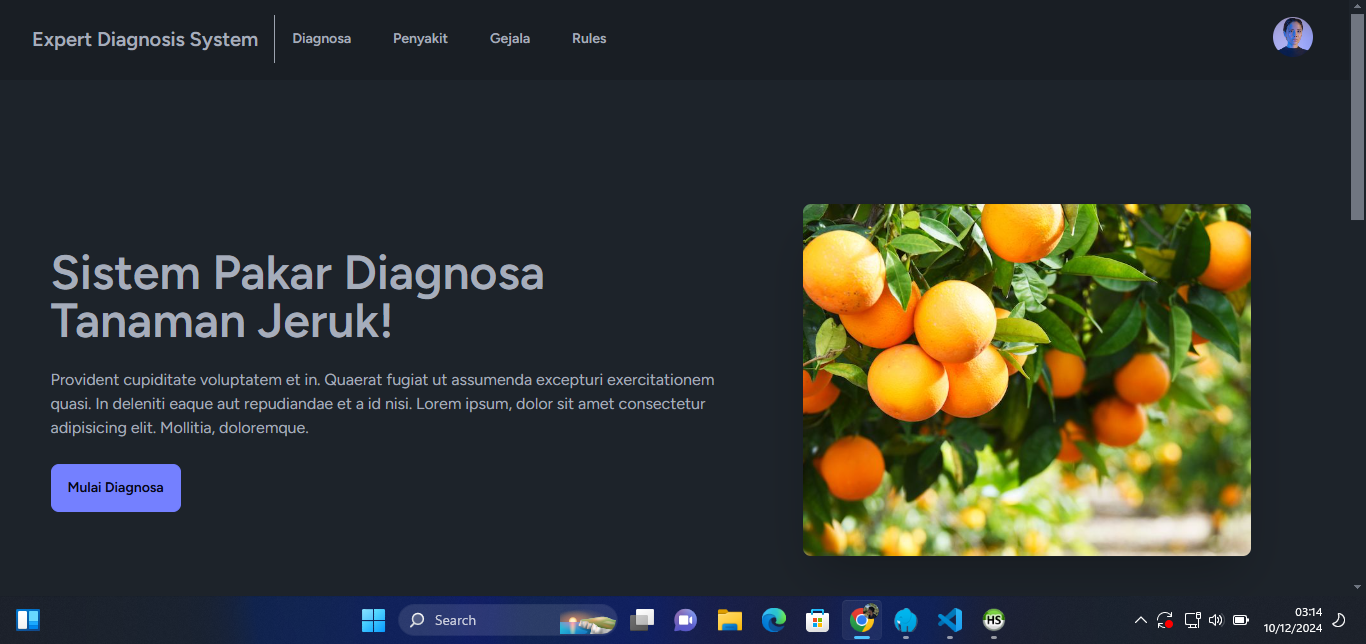 Expert Diagnosis System
Diagnosa
Penyakit
Gejala
Rules
Sistem Pakar Diagnosa
Tanaman Jeruk!
Provident cupiditate voluptatem et in. Quaerat fugiat ut assumenda excepturi exercitationem
quasi. In deleniti eaque aut repudiandae et a id nisi. Lorem ipsum, dolor sit amet consectetur
adipisicing elit. Mollitia, doloremque.
Mulai Diagnosa
Search
HS
03:14
10/12/2024